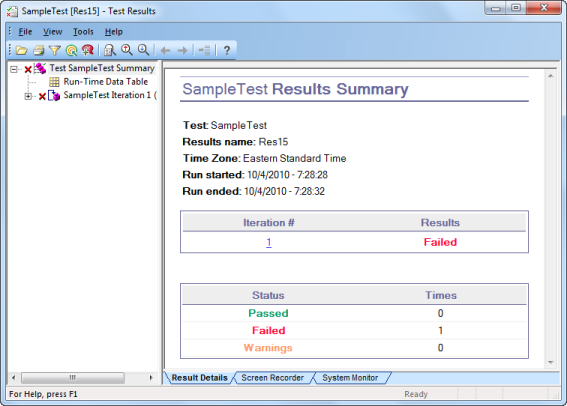 SampleTest [Res15] - Test Results
File View Tools Help
Test SampleTest Summary
Run-Time Data Table
SampleTest Iteration 1 (
SampleTest Results Summary
Test: SampleTest
Results name: Res15
Time Zone: Eastern Standard Time
Run started: 10/4/2010 - 7:28:28
Run ended: 10/4/2010 - 7:28:32
Iteration # Results
1 Failed
Status Times
Passed 0
Failed 1
Warnings 0
Result Details Screen Recorder System Monitor
For Help, press F1 Ready